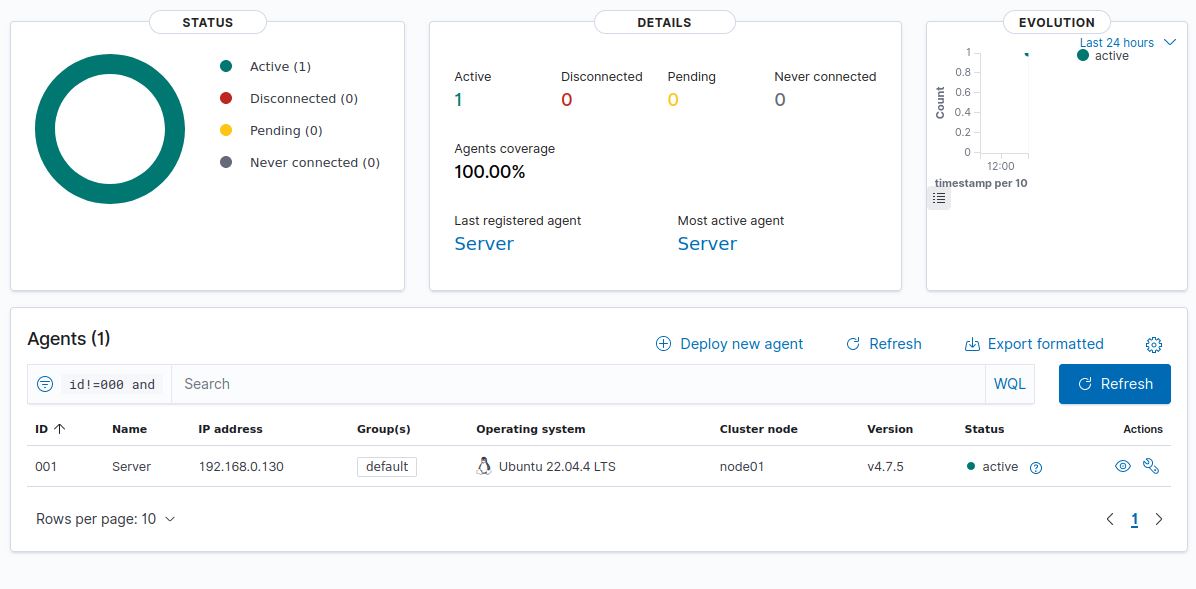 STATUS
Active (1)
Disconnected (0)
Pending (0)
Never connected (0)
DETAILS
Active Disconnected Pending Never connected
1 0 0 0
Agents coverage
100.00%
Last registered agent Most active agent
Server Server
EVOLUTION
Last 24 hours
active
1
0.8
0.6
0.4
0.2
0
Count
12:00
timestamp per 10
Agents (1)
Deploy new agent Refresh Export formatted
id!=000 and Search WQL Refresh
ID Name IP address Group(s) Operating system Cluster node Version Status Actions
001 Server 192.168.0.130 default Ubuntu 22.04.4 LTS node01 v4.7.5 active
Rows per page: 10 1